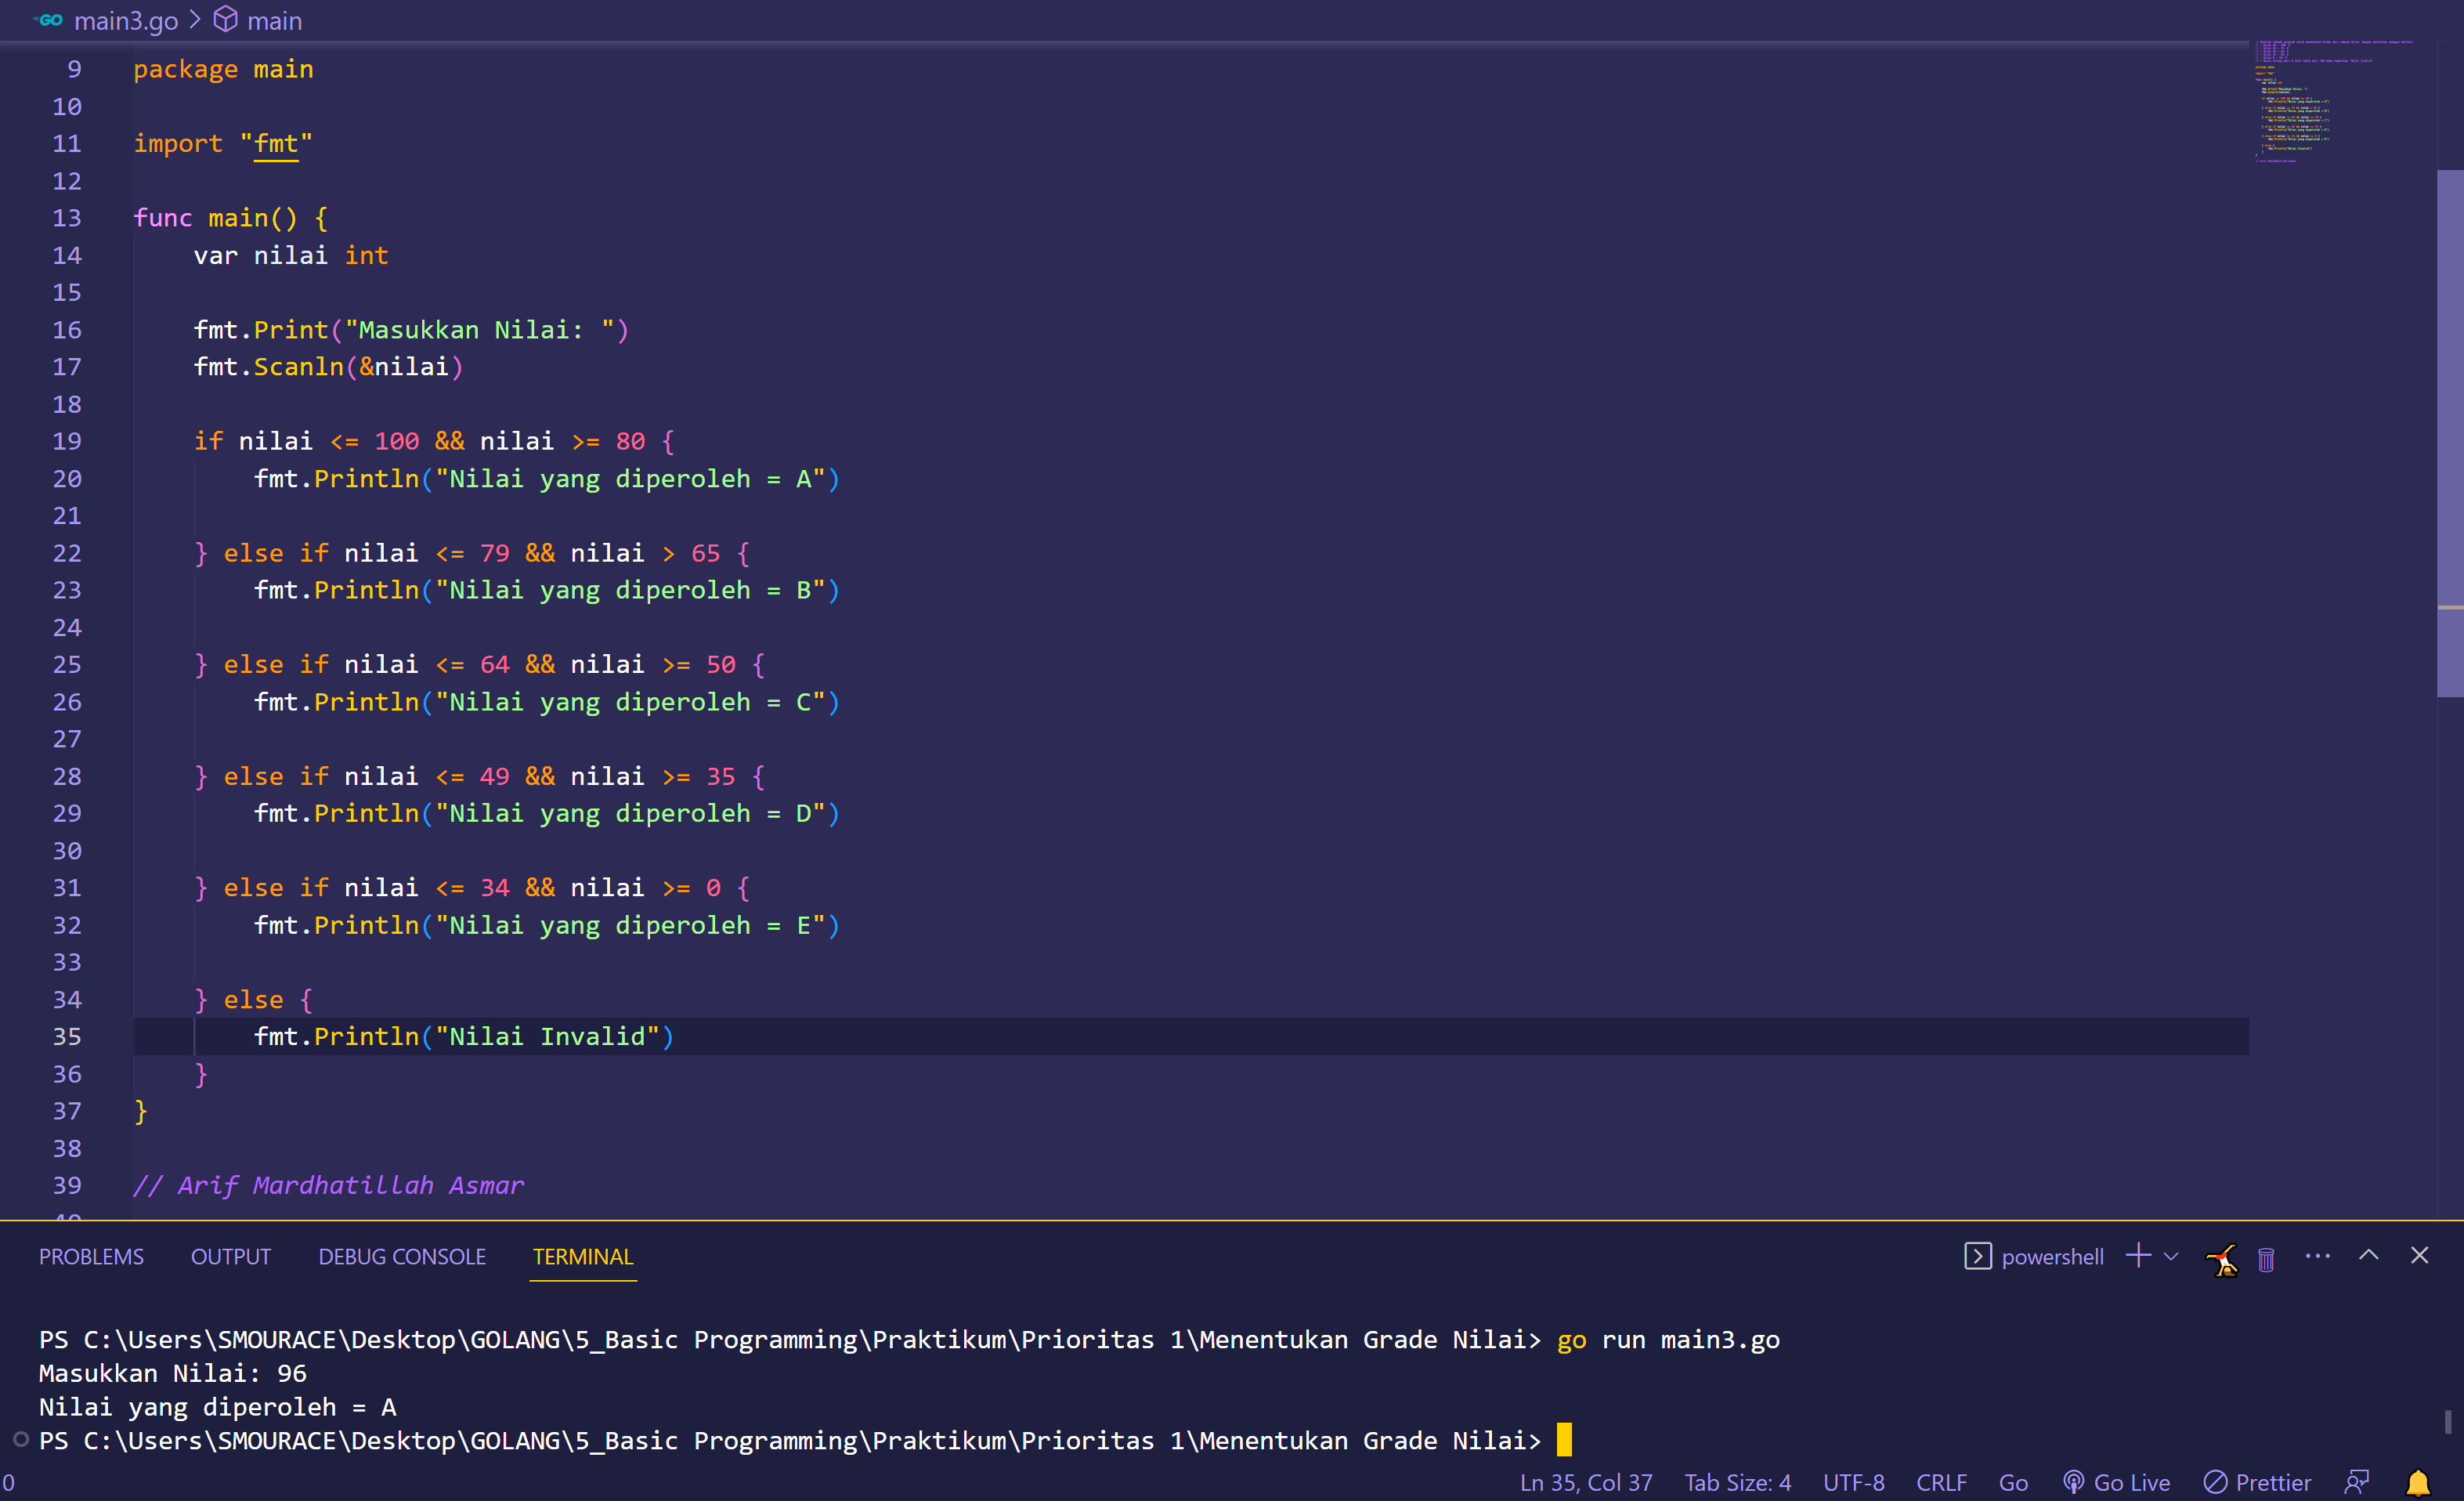 GO main3.go > main
9 package main
10
11 import "fmt"
12
13 func main() {
14 var nilai int
15
16 fmt.Print("Masukkan Nilai: ")
17 fmt.Scanln(&nilai)
18
19 if nilai <= 100 && nilai >= 80 {
20 fmt.Println("Nilai yang diperoleh = A")
21
22 } else if nilai <= 79 && nilai > 65 {
23 fmt.Println("Nilai yang diperoleh = B")
24
25 } else if nilai <= 64 && nilai >= 50 {
26 fmt.Println("Nilai yang diperoleh = C")
27
28 } else if nilai <= 49 && nilai >= 35 {
29 fmt.Println("Nilai yang diperoleh = D")
30
31 } else if nilai <= 34 && nilai >= 0 {
32 fmt.Println("Nilai yang diperoleh = E")
33
34 } else {
35 fmt.Println("Nilai Invalid")
36 }
37 }
38
39 // Arif Mardhatillah Asmar
40
PROBLEMS OUTPUT DEBUG CONSOLE TERMINAL powershell
PS C:\Users\SMOURACE\Desktop\GOLANG\5_Basic Programming\Praktikum\Prioritas 1\Menentukan Grade Nilai> go run main3.go
Masukkan Nilai: 96
Nilai yang diperoleh = A
PS C:\Users\SMOURACE\Desktop\GOLANG\5_Basic Programming\Praktikum\Prioritas 1\Menentukan Grade Nilai>
0 Ln 35, Col 37 Tab Size: 4 UTF-8 CRLF Go Go Live Prettier